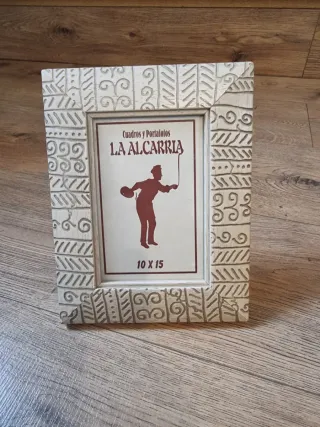 Cuadros y Portafotos
LA ALCARRIA
10 X 15